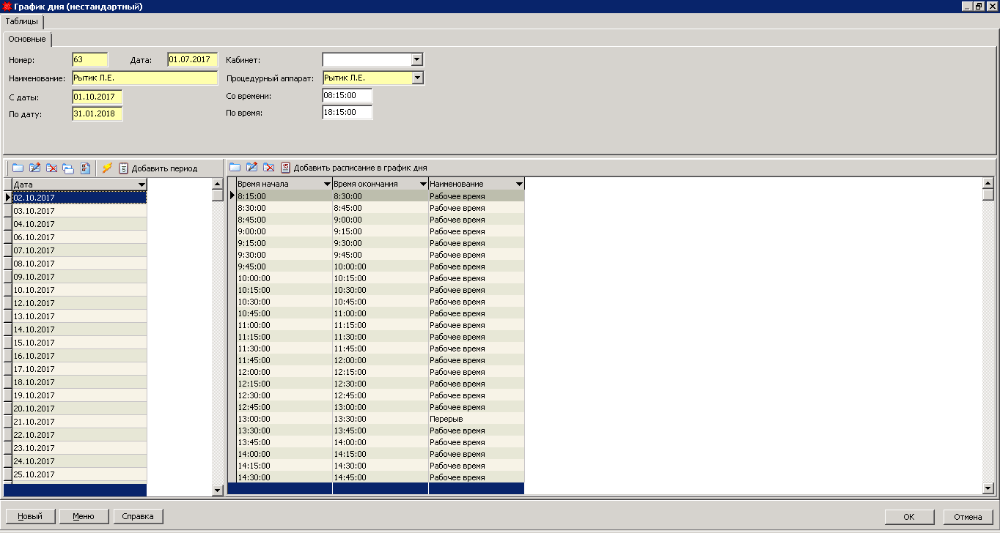 График дня (нестандартный)
Таблицы
Основные
Номер: 63 Дата: 01.07.2017 Кабинет:
Наименование: Рытик Л.Е. Процедурный аппарат: Рытик Л.Е.
С даты: 01.10.2017 Со времени: 08:15:00
По дату: 31.01.2018 По время: 18:15:00
5 Добавить период
15 Добавить расписание в график дня
Дата
02.10.2017
03.10.2017
04.10.2017
06.10.2017
07.10.2017
08.10.2017
09.10.2017
10.10.2017
12.10.2017
13.10.2017
14.10.2017
15.10.2017
16.10.2017
17.10.2017
18.10.2017
19.10.2017
20.10.2017
21.10.2017
22.10.2017
23.10.2017
24.10.2017
25.10.2017
Время начала Время окончания Наименование
8:15:00 8:30:00 Рабочее время
8:30:00 8:45:00 Рабочее время
8:45:00 9:00:00 Рабочее время
9:00:00 9:15:00 Рабочее время
9:15:00 9:30:00 Рабочее время
9:30:00 9:45:00 Рабочее время
9:45:00 10:00:00 Рабочее время
10:00:00 10:15:00 Рабочее время
10:15:00 10:30:00 Рабочее время
10:30:00 10:45:00 Рабочее время
10:45:00 11:00:00 Рабочее время
11:00:00 11:15:00 Рабочее время
11:15:00 11:30:00 Рабочее время
11:30:00 11:45:00 Рабочее время
11:45:00 12:00:00 Рабочее время
12:00:00 12:15:00 Рабочее время
12:15:00 12:30:00 Рабочее время
12:30:00 12:45:00 Рабочее время
12:45:00 13:00:00 Рабочее время
13:00:00 13:30:00 Перерыв
13:30:00 13:45:00 Рабочее время
13:45:00 14:00:00 Рабочее время
14:00:00 14:15:00 Рабочее время
14:15:00 14:30:00 Рабочее время
14:30:00 14:45:00 Рабочее время
Новый Меню Справка OK Отмена